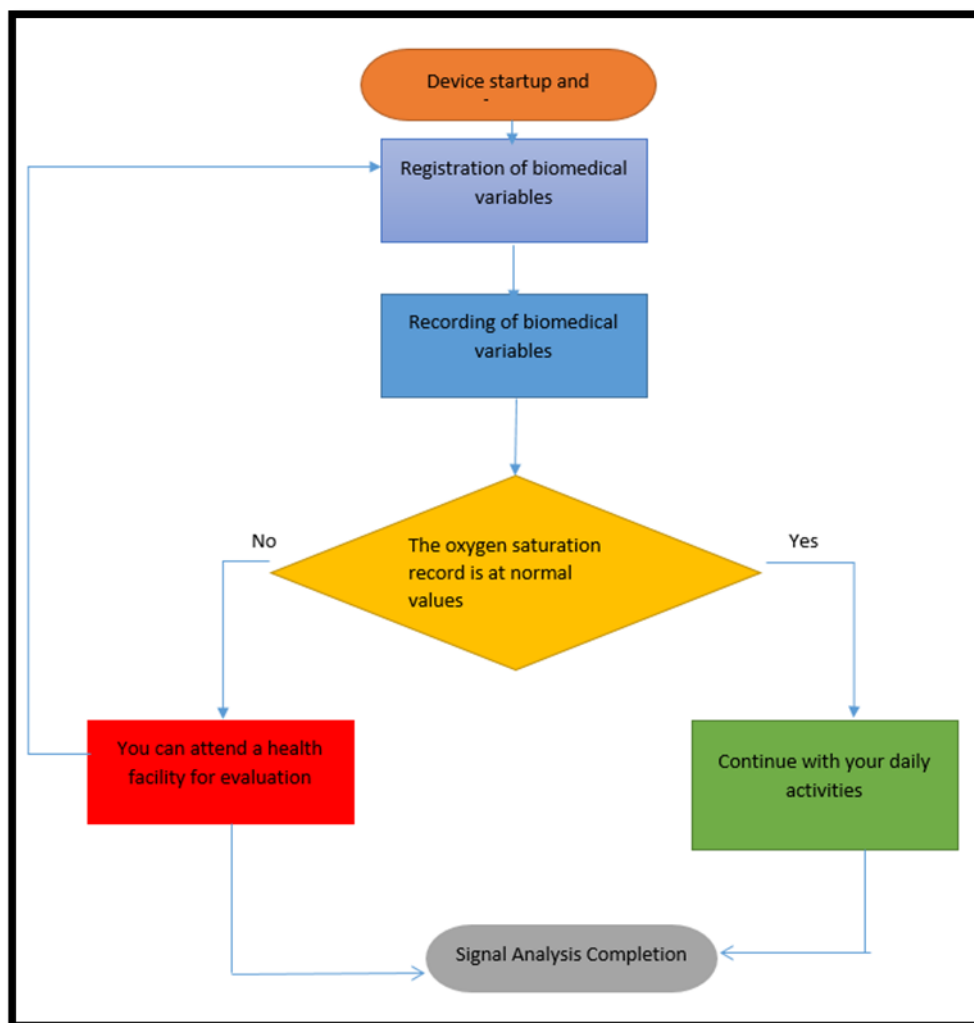 Device startup and
Registration of biomedical
variables
Recording of biomedical
variables
No
The oxygen saturation
record is at normal
values
Yes
You can attend a health
facility for evaluation
Continue with your daily
activities
Signal Analysis Completion